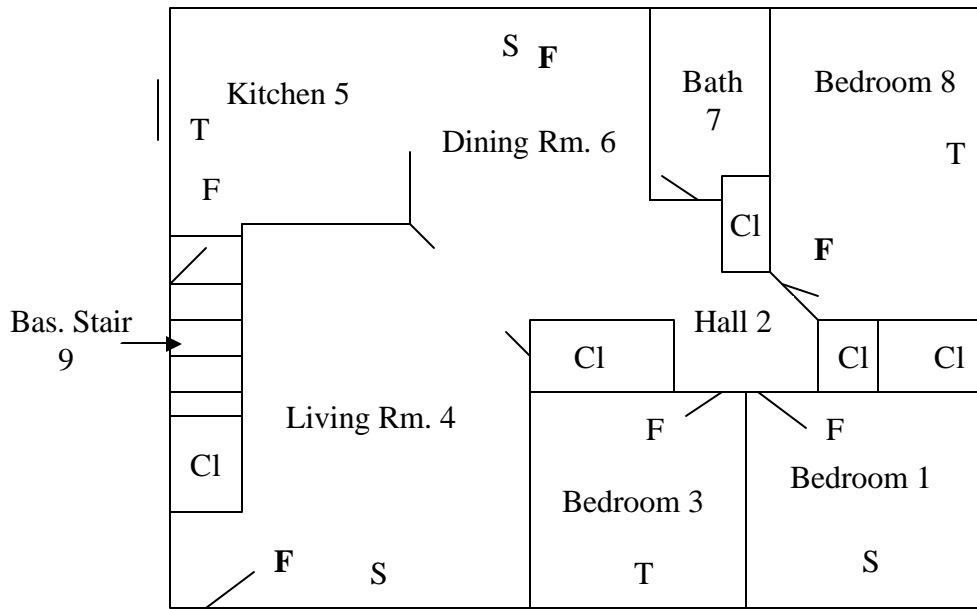 S F
Kitchen 5
Bath
7
Bedroom 8
T
Dining Rm. 6
T
F
Cl
F
Bas. Stair
9
Hall 2
Cl
Cl
Cl
Living Rm. 4
F
F
Cl
Bedroom 3
Bedroom 1
F
S
T
S